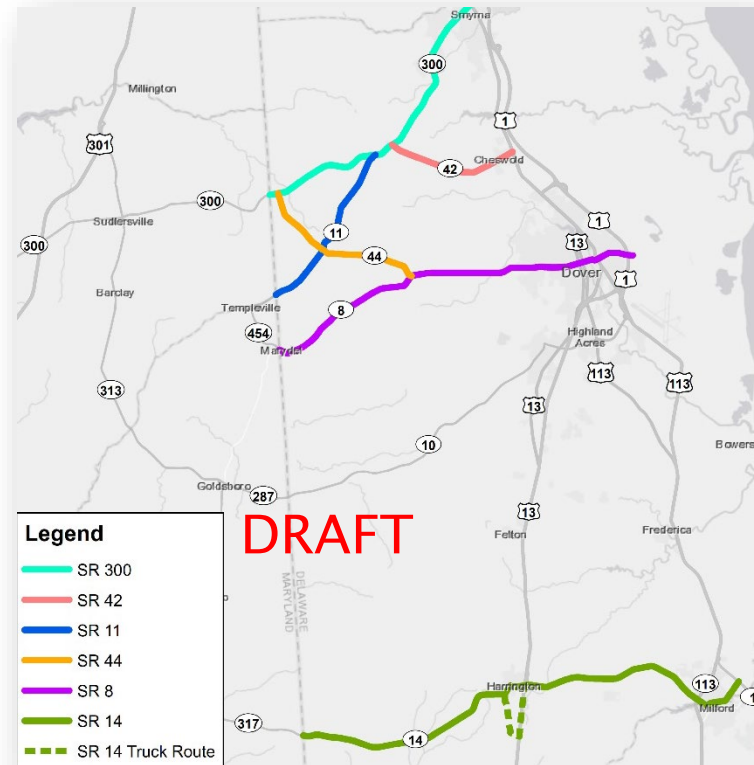 Smyrna
300
Millington
301
1
42
Cheswold
300
Sudlersville
300
1
13
11
44
Dover
Barclay
1
Templeville
8
454
Marydel
Highland
Acres
313
113
113
13
10
Bowers
Goldsboro
287
DRAFT
13
Felton
Frederica
Legend
SR 300
SR 42
SR 11
SR 44
SR 8
SR 14
SR 14 Truck Route
DELAWARE
MARYLAND
Harrington
113
1
Milford
317
14